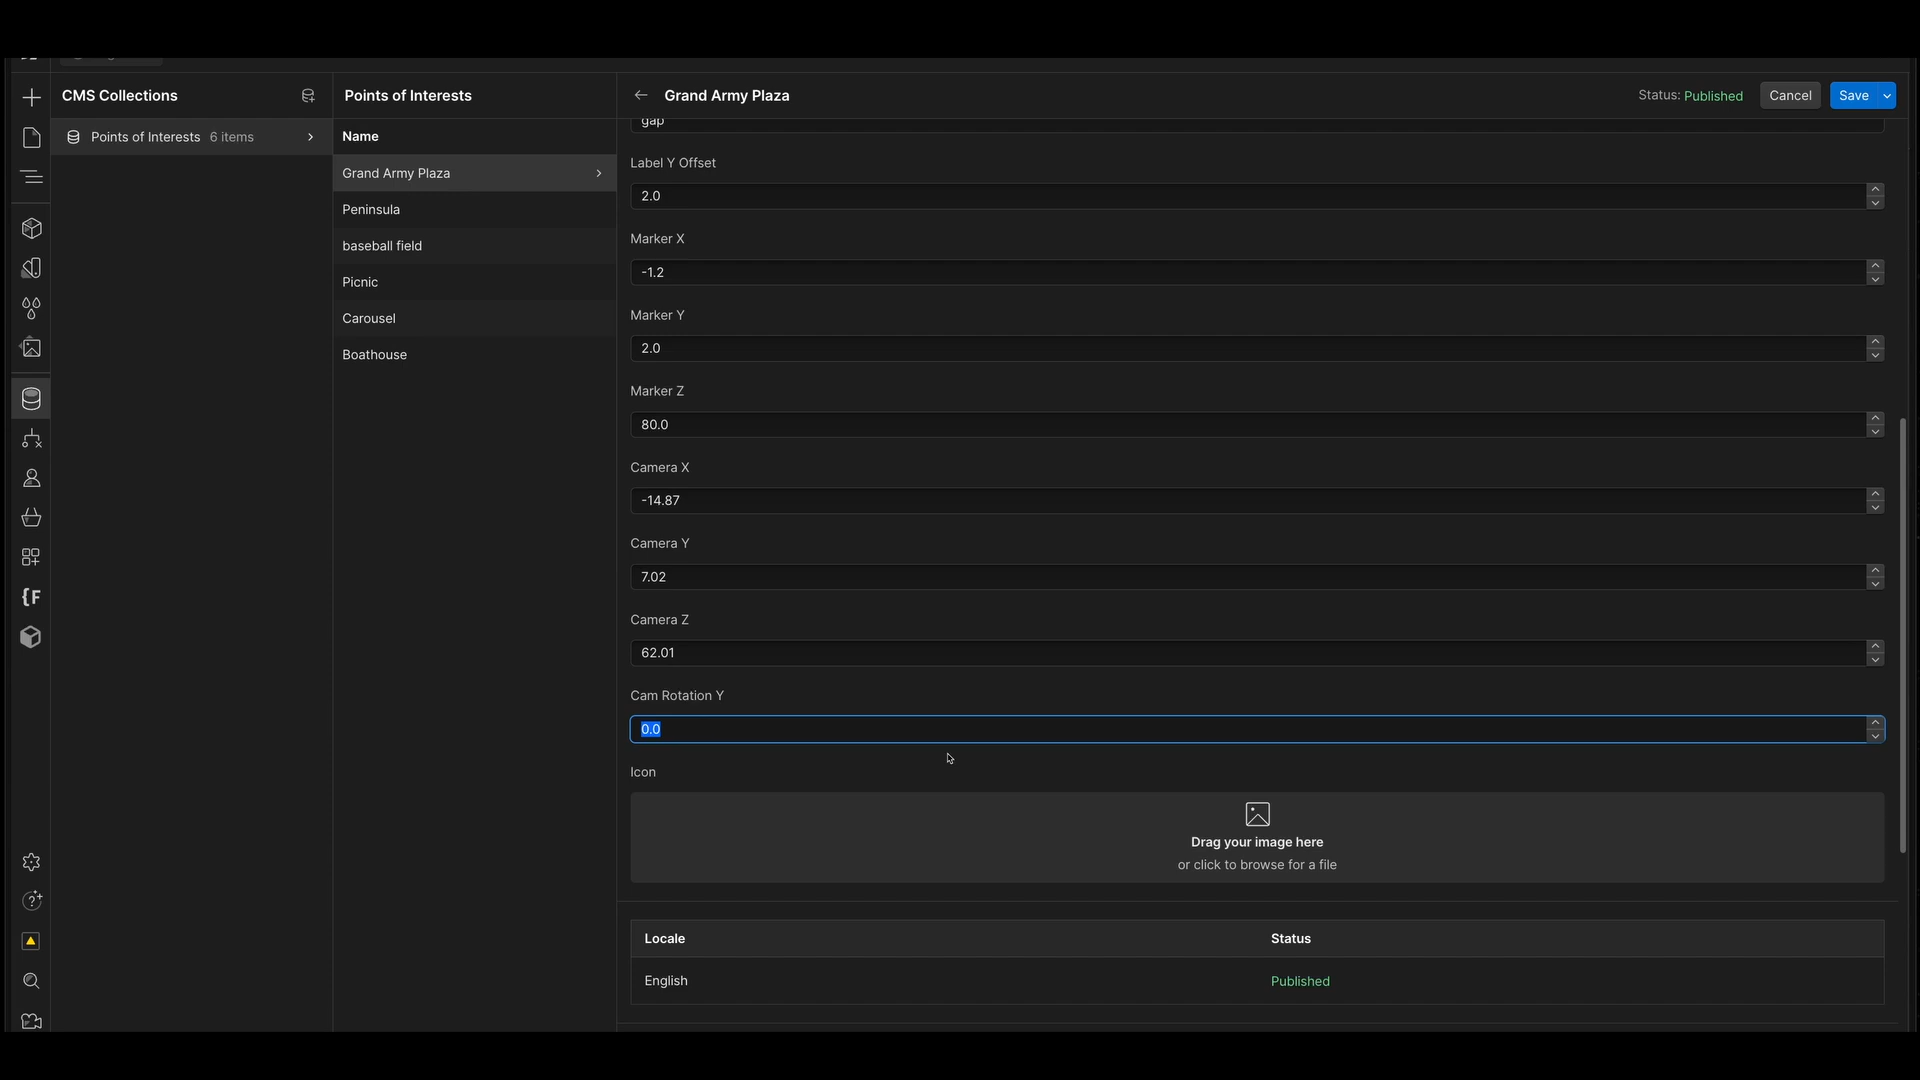 CMS Collections
Points of Interests 6 items
Points of Interests
Name
Grand Army Plaza
Peninsula
baseball field
Picnic
Carousel
Boathouse
Grand Army Plaza
Status: Published
Cancel
Save
gap
Label Y Offset
2.0
Marker X
-1.2
Marker Y
2.0
Marker Z
80.0
Camera X
-14.87
Camera Y
7.02
Camera Z
62.01
Cam Rotation Y
0.0
Icon
Drag your image here
or click to browse for a file
Locale Status
English Published
{F